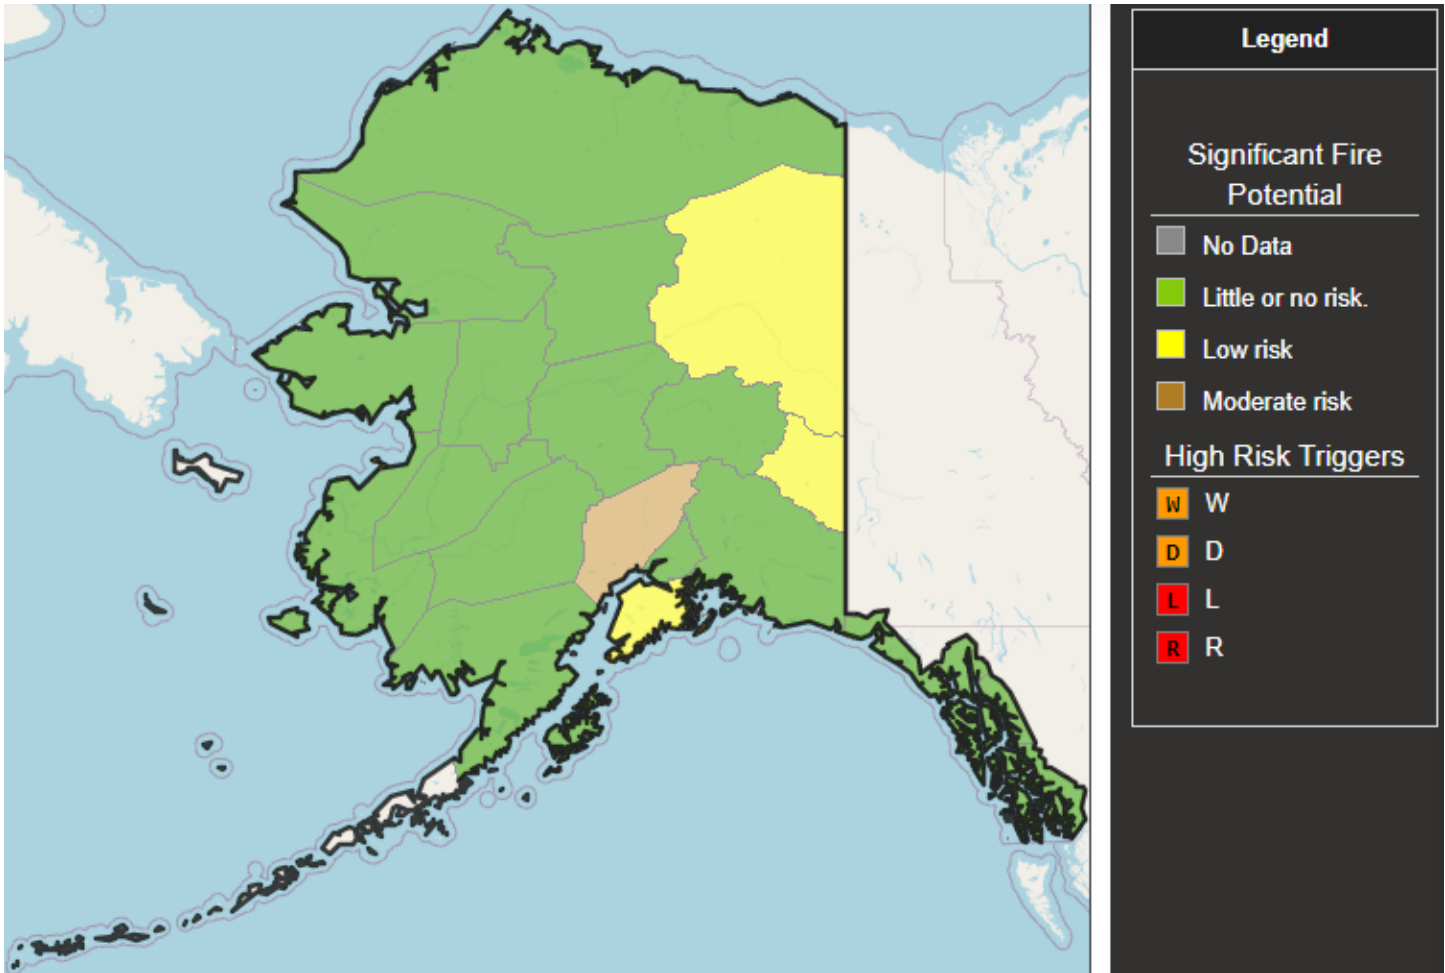 Legend
Significant Fire
Potential
No Data
Little or no risk.
Low risk
Moderate risk
High Risk Triggers
W W
D D
L L
R R